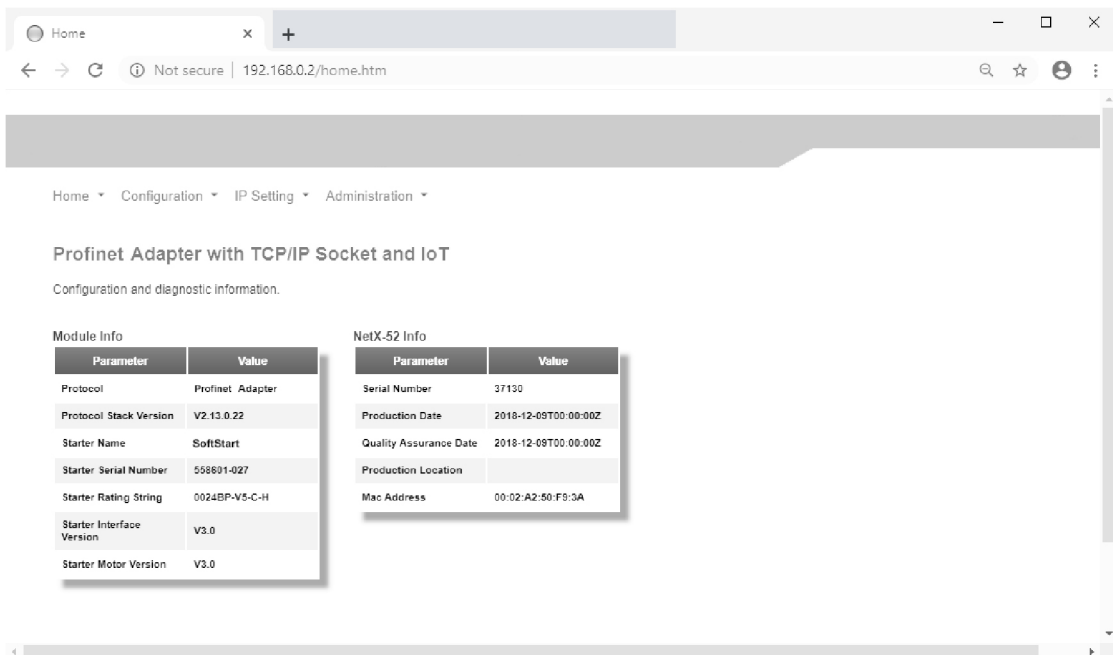 Home
Not secure | 192.168.0.2/home.htm
Home Configuration IP Setting Administration
Profinet Adapter with TCP/IP Socket and IoT
Configuration and diagnostic information.
Module Info
Parameter Value
Protocol Profinet Adapter
Protocol Stack Version V2.13.0.22
Starter Name SoftStart
Starter Serial Number 558601-027
Starter Rating String 0024BP-V5-C-H
Starter Interface
Version V3.0
Starter Motor Version V3.0
NetX-52 Info
Parameter Value
Serial Number 37130
Production Date 2018-12-09T00:00:00Z
Quality Assurance Date 2018-12-09T00:00:00Z
Production Location
Mac Address 00:02:A2:50:F9:3A